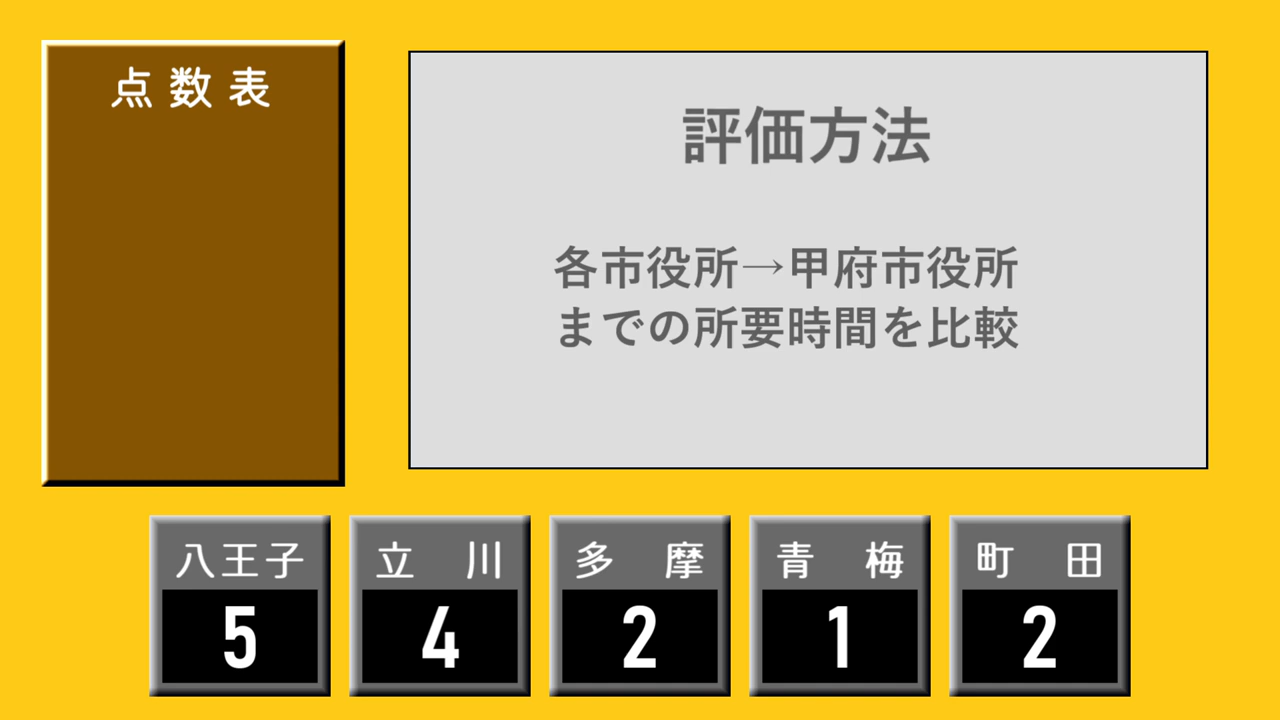 点数表
評価方法
各市役所→甲府市役所
までの所要時間を比較
八王子
5
立川
4
多摩
2
青梅
1
町田
2